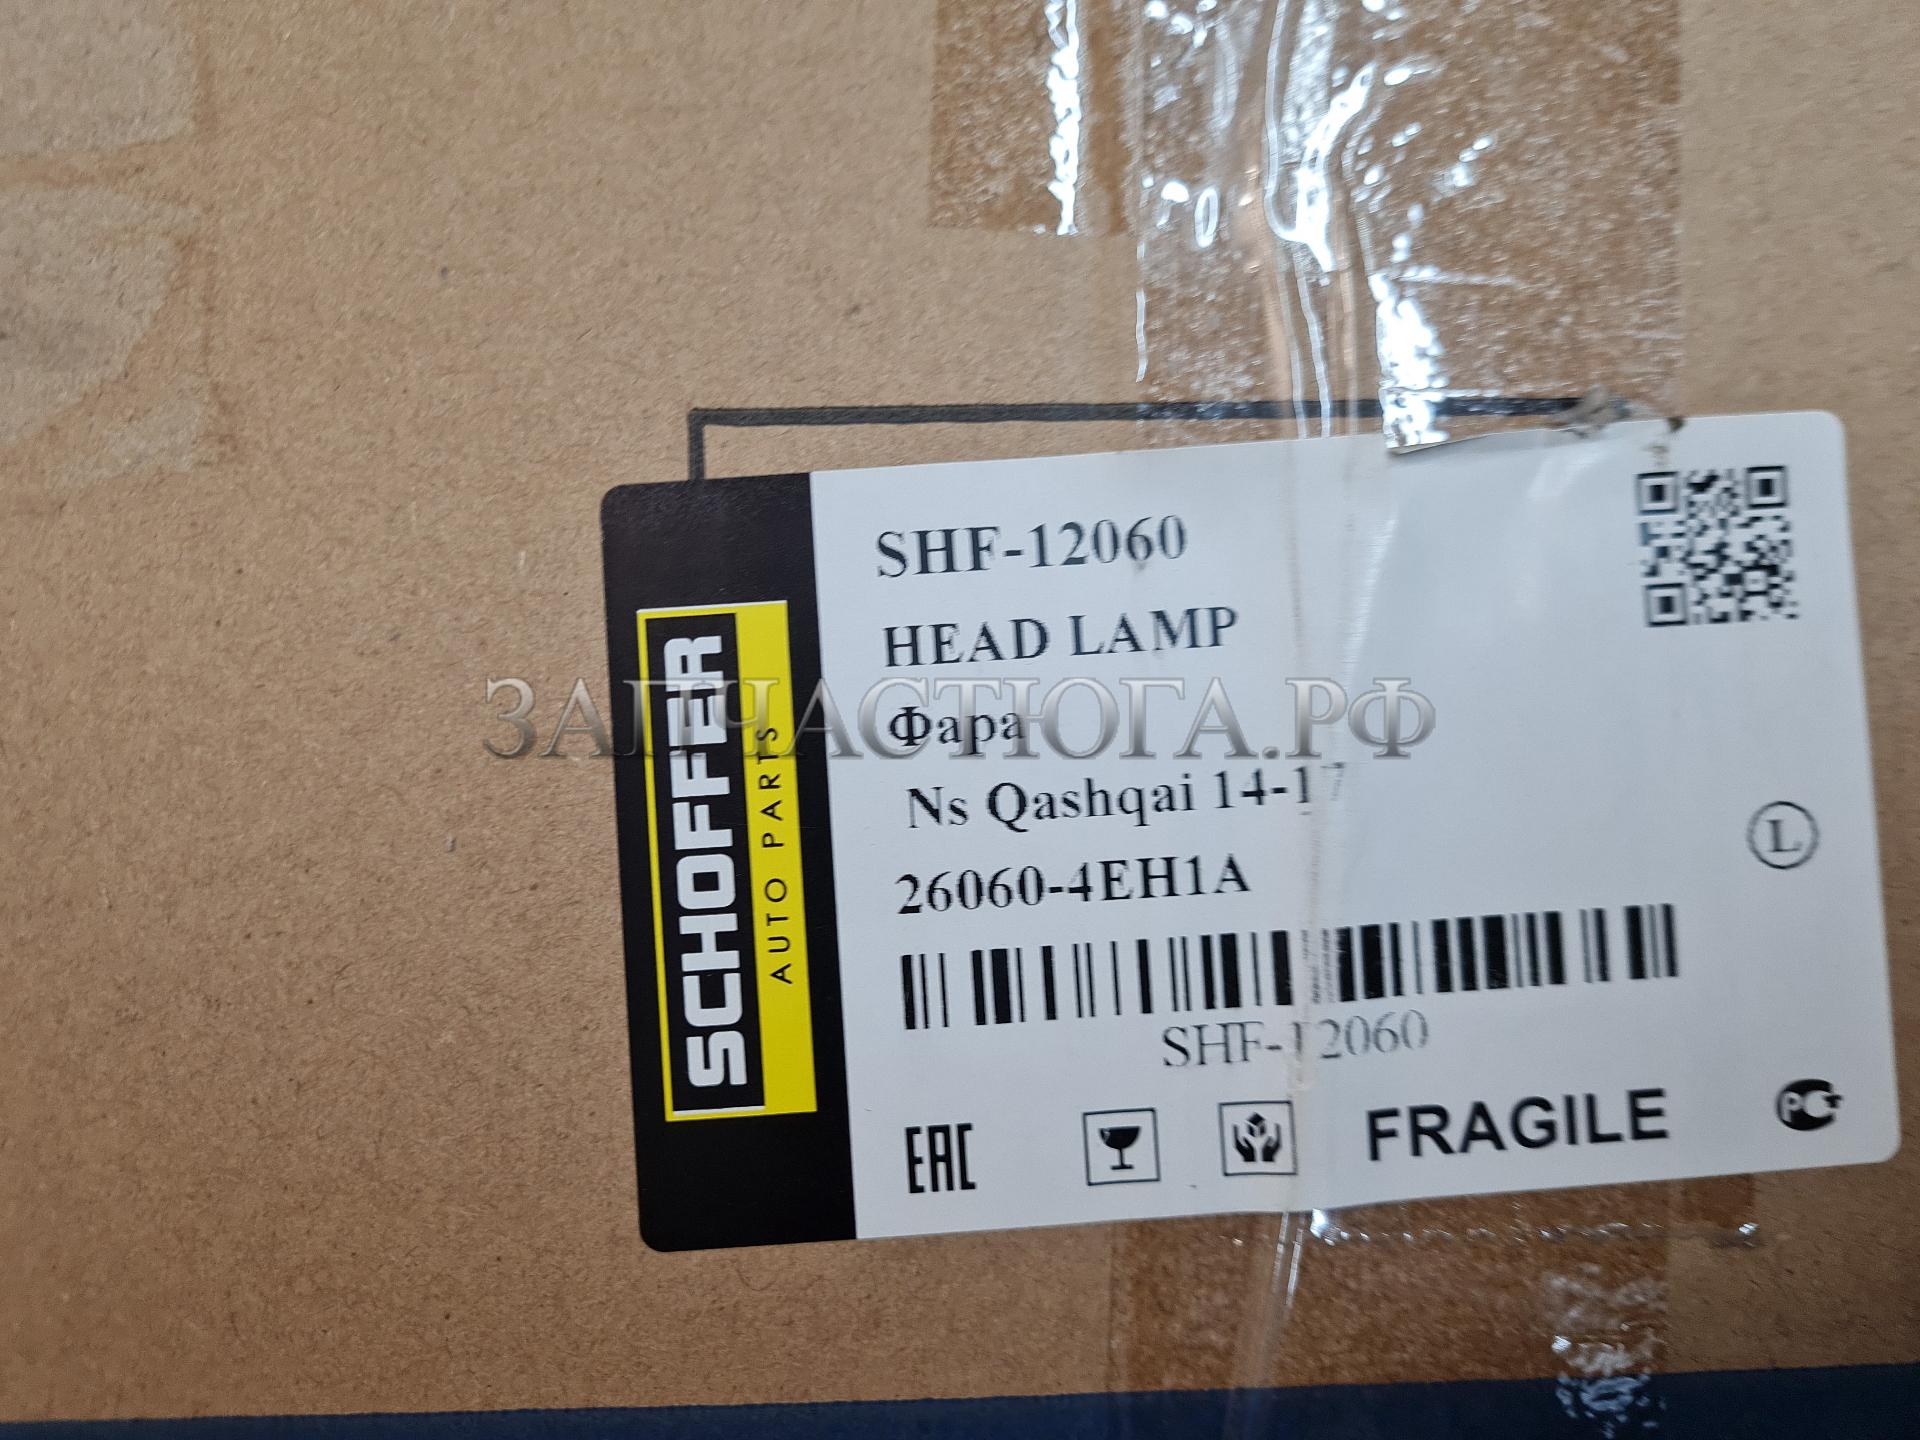 SHF-12060
HEAD LAMP
Фара
Ns Qashqai 14-17
26060-4EH1A
L
SHF-12060
EAC
FRAGILE
РСТ
SCHOFFER
AUTO PARTS
ЗАПЧАСТЮГА.РФ